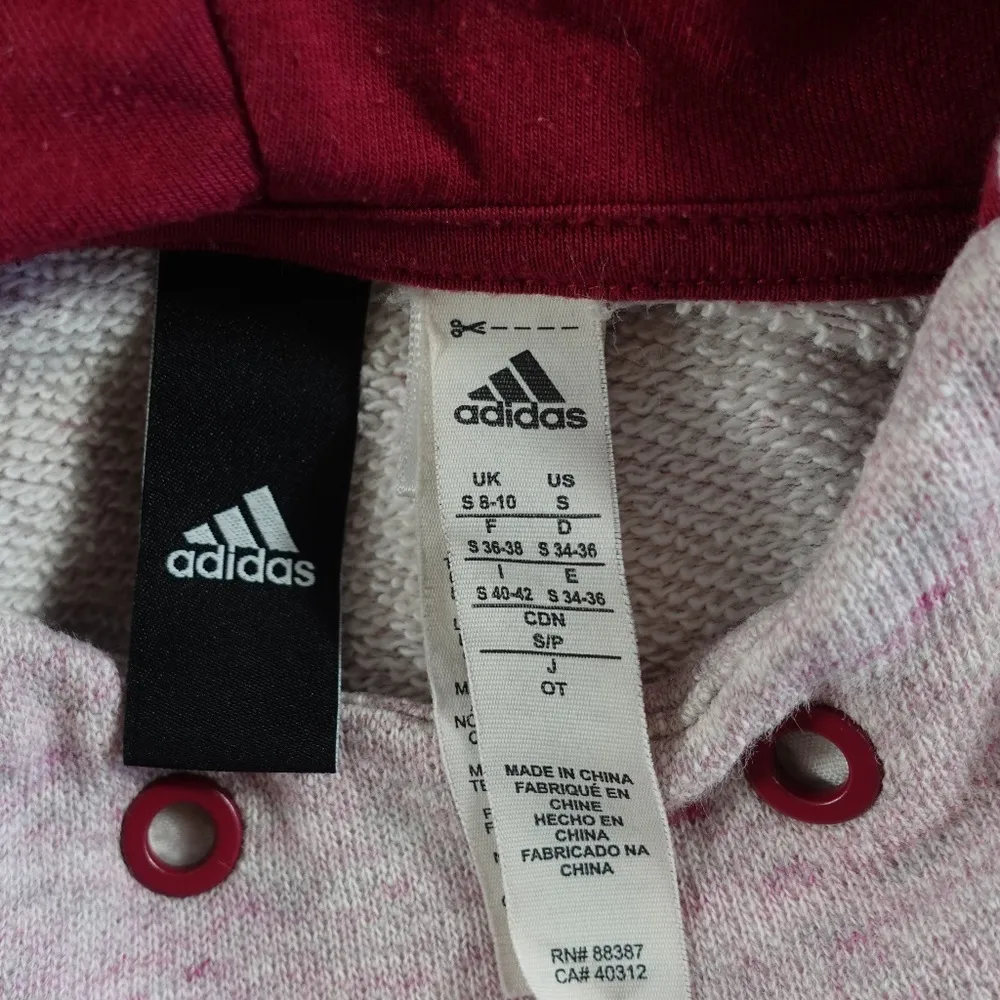 adidas
adidas
UK US
S 8-10 S
F D
S 36-38 S 34-36
I E
S 40-42 S 34-36
CDN
S/P
J
OT
MADE IN CHINA
FABRIQUÉ EN
CHINE
HECHO EN
CHINA
FABRICADO NA
CHINA
RN# 88387
CA# 40312